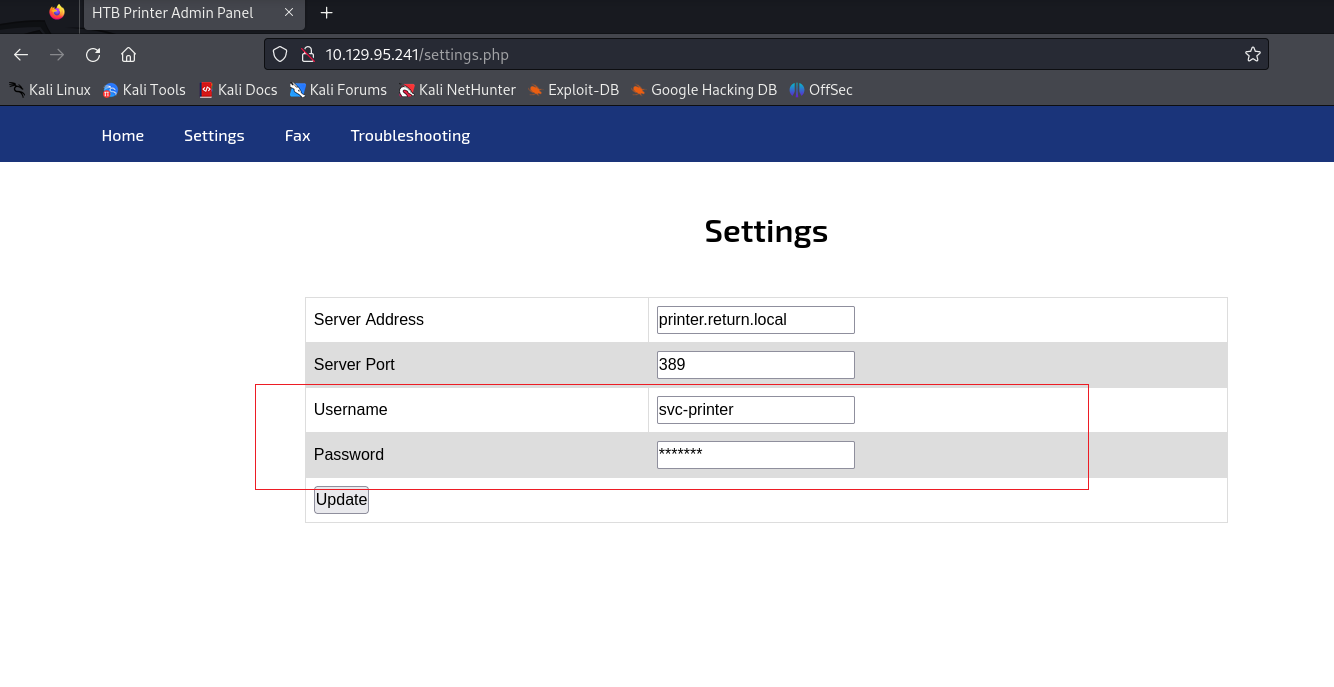 HTB Printer Admin Panel
10.129.95.241/settings.php
Kali Linux Kali Tools Kali Docs Kali Forums Kali NetHunter Exploit-DB Google Hacking DB OffSec
Home Settings Fax Troubleshooting
Settings
Server Address printer.return.local
Server Port 389
Username svc-printer
Password *******
Update